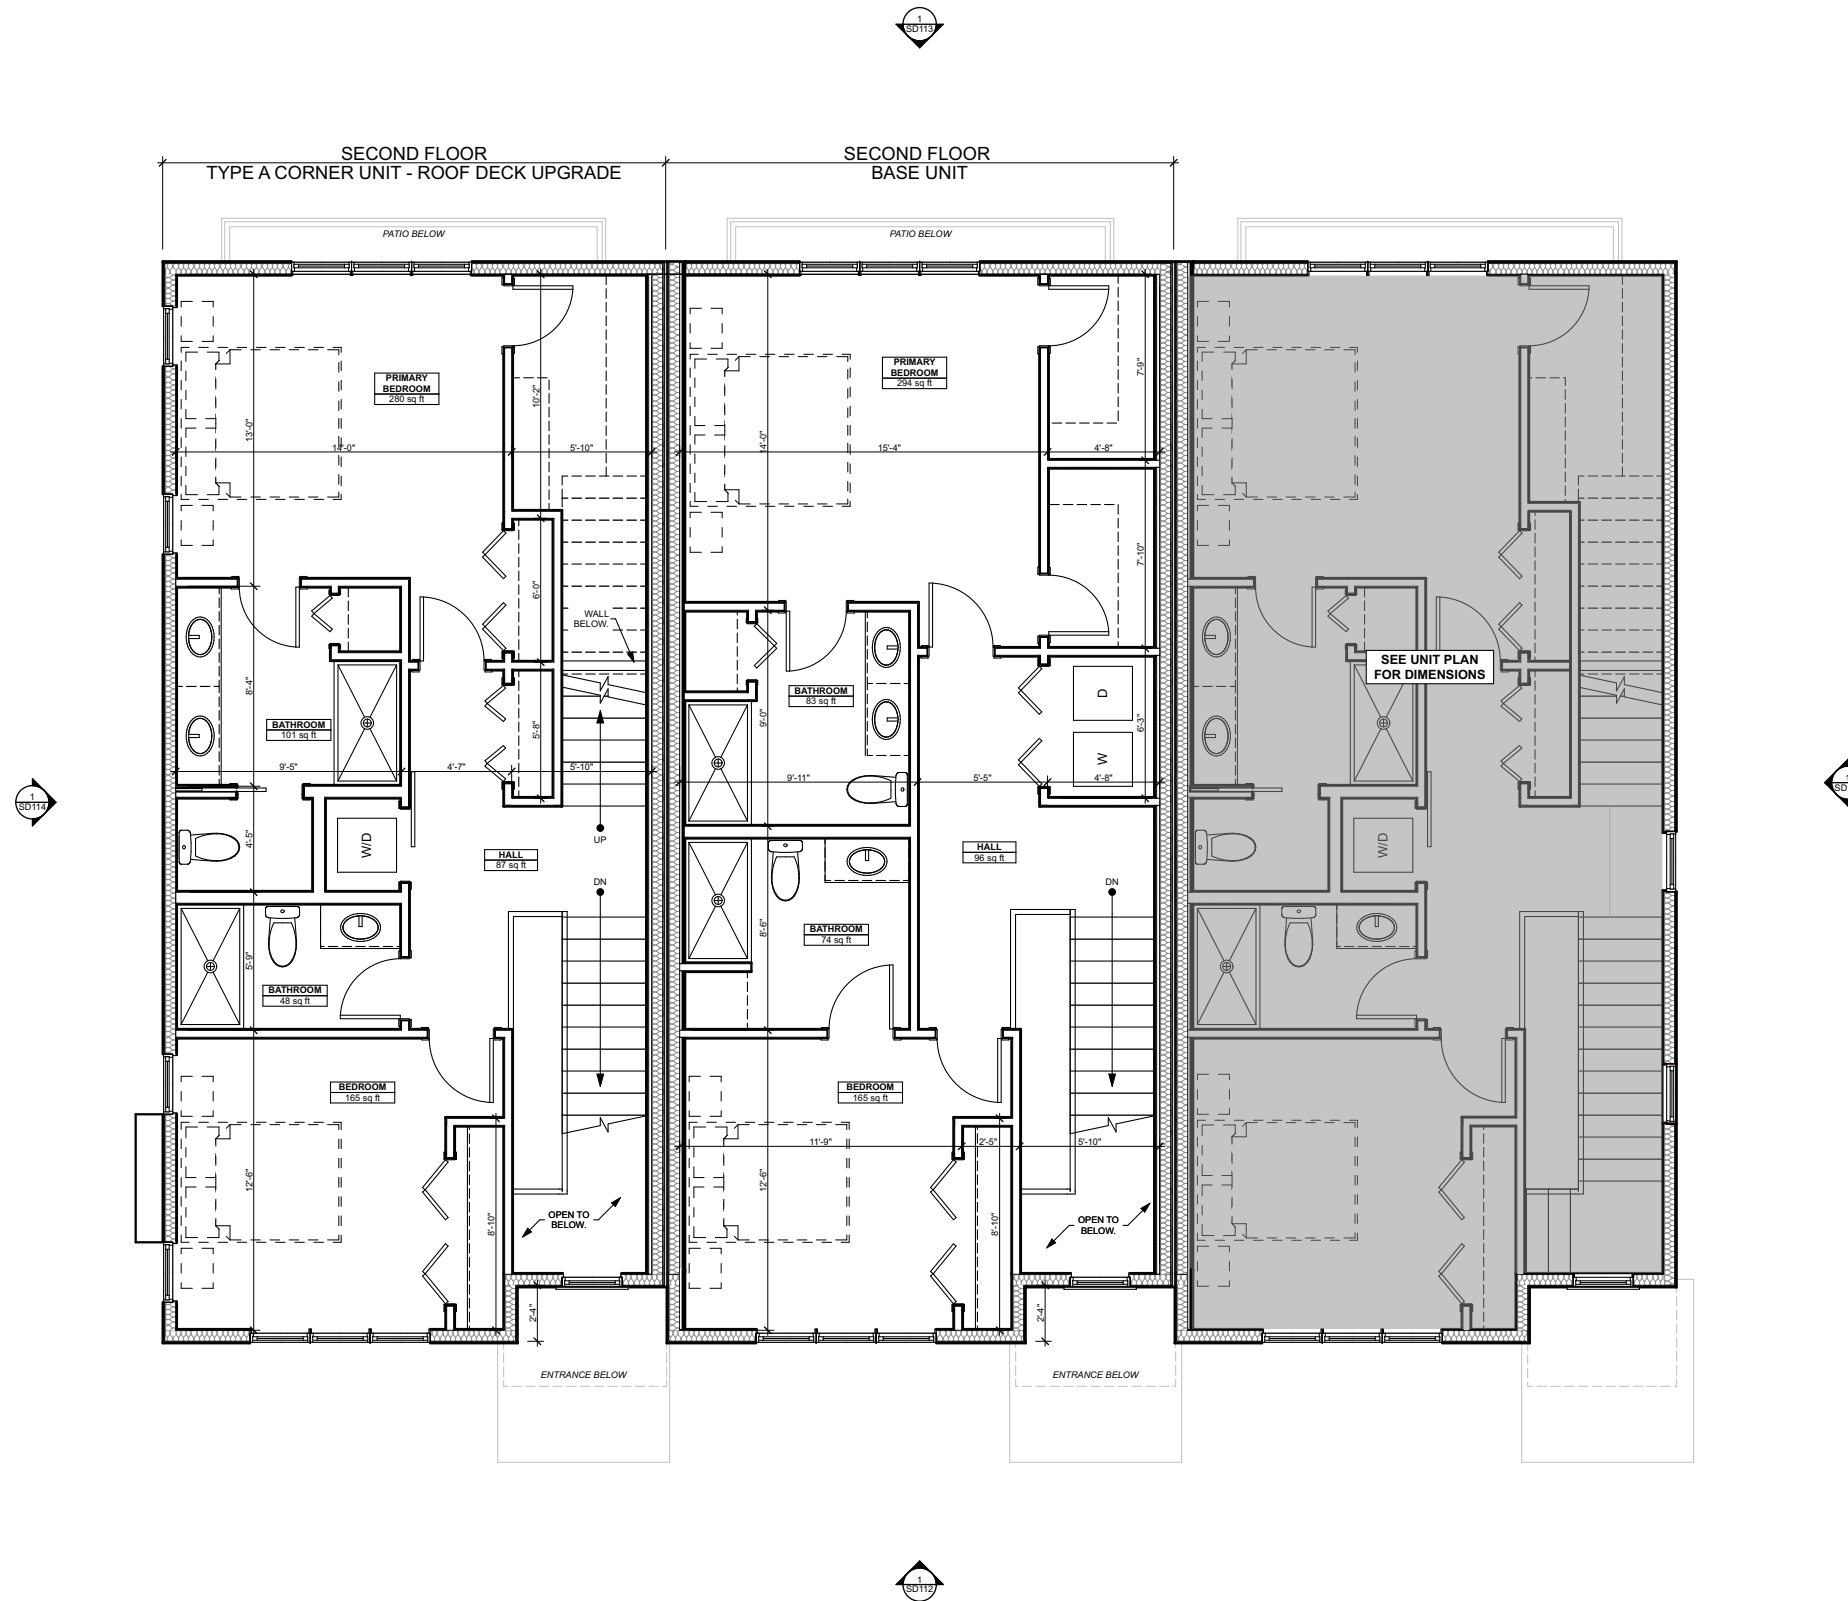 1
SD113
SECOND FLOOR
TYPE A CORNER UNIT - ROOF DECK UPGRADE
SECOND FLOOR
BASE UNIT
PATIO BELOW
PATIO BELOW
PRIMARY
BEDROOM
280 sq ft
13'-0"
14'-0"
10'-2"
5'-10"
6'-0"
WALL
BELOW.
8'-4"
BATHROOM
101 sq ft
5'-8"
9'-5"
4'-7"
5'-10"
UP
4'-5"
W/D
HALL
87 sq ft
DN
5'-9"
BATHROOM
48 sq ft
BEDROOM
165 sq ft
12'-6"
8'-10"
OPEN TO
BELOW.
2'-4"
ENTRANCE BELOW
PRIMARY
BEDROOM
294 sq ft
14'-0"
15'-4"
7'-9"
4'-8"
7'-10"
BATHROOM
83 sq ft
9'-0"
D
W
6'-3"
9'-11"
5'-5"
4'-8"
HALL
96 sq ft
DN
8'-6"
BATHROOM
74 sq ft
BEDROOM
165 sq ft
11'-9"
2'-5"
5'-10"
12'-6"
8'-10"
OPEN TO
BELOW.
2'-4"
ENTRANCE BELOW
SEE UNIT PLAN
FOR DIMENSIONS
W/D
1
SD114
1
SD112